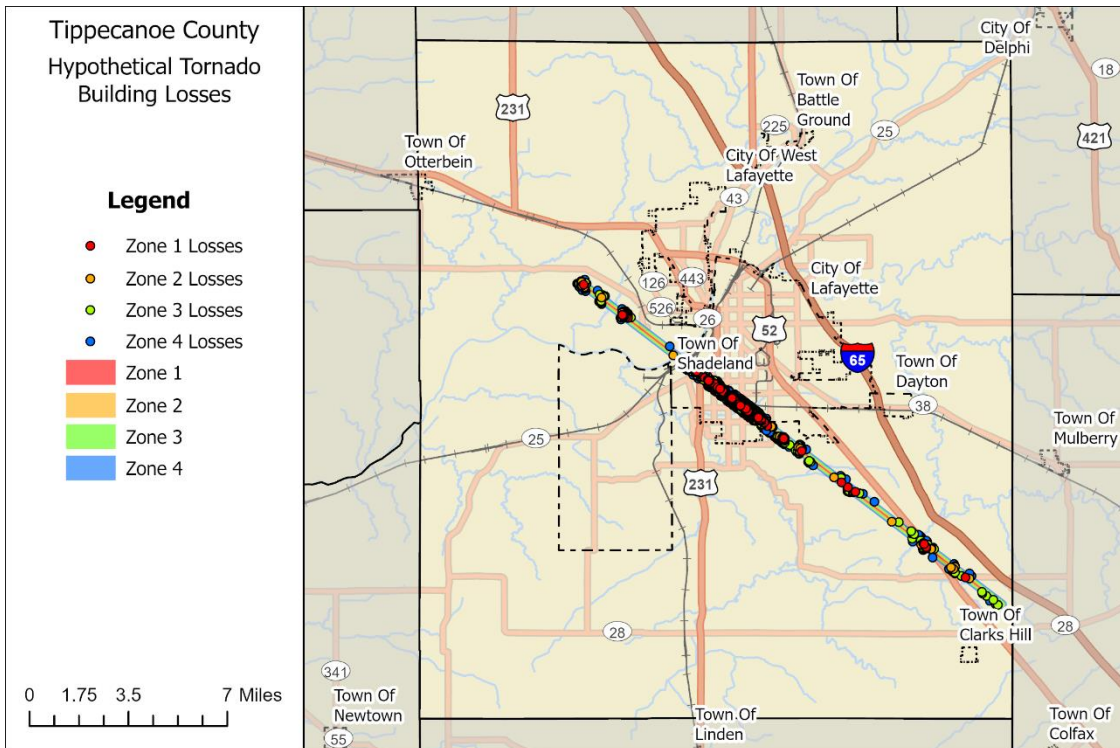 Tippecanoe County
Hypothetical Tornado
Building Losses
Legend
Zone 1 Losses
Zone 2 Losses
Zone 3 Losses
Zone 4 Losses
Zone 1
Zone 2
Zone 3
Zone 4
0 1.75 3.5 7 Miles
City Of
Delphi
18
231
Town Of
Battle
Ground
225
25
421
Town Of
Otterbein
City Of West
Lafayette
43
126
443
City Of
Lafayette
526
26
52
Town Of
Shadeland
65
Town Of
Dayton
38
Town Of
Mulberry
25
231
Town Of
Clarks Hill
28
28
341
Town Of
Newtown
55
Town Of
Linden
Town Of
Colfax